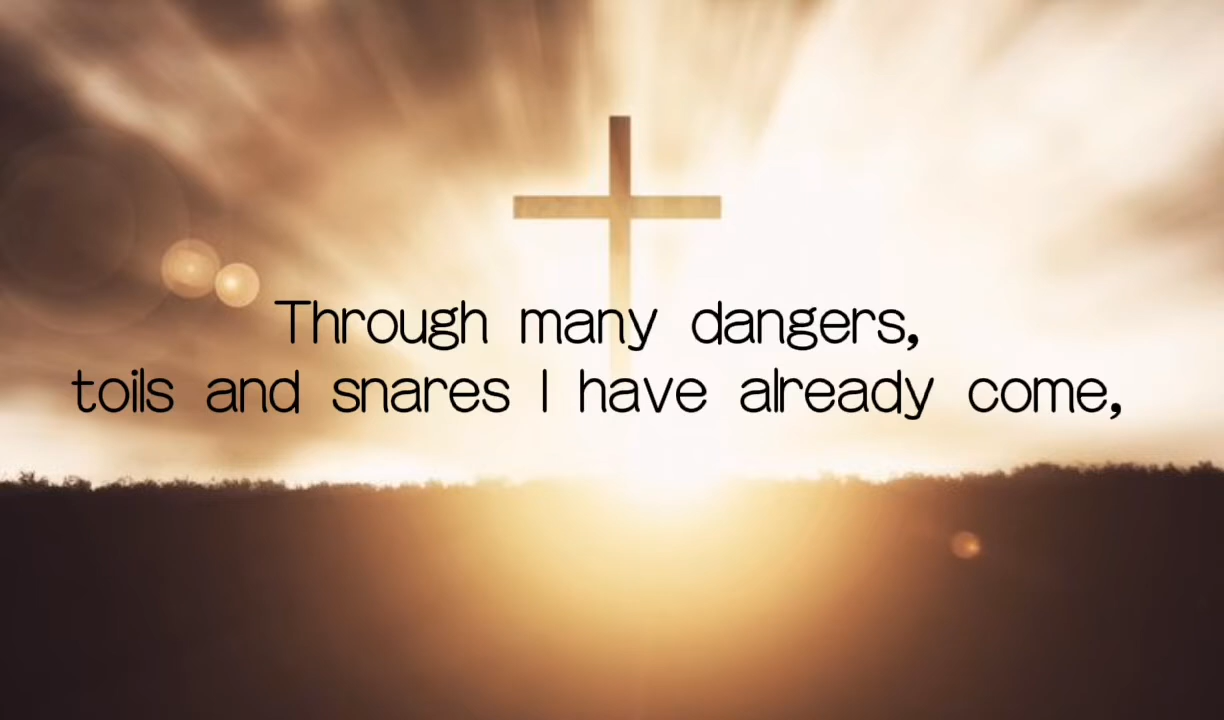 Through many dangers,
toils and snares I have already come,